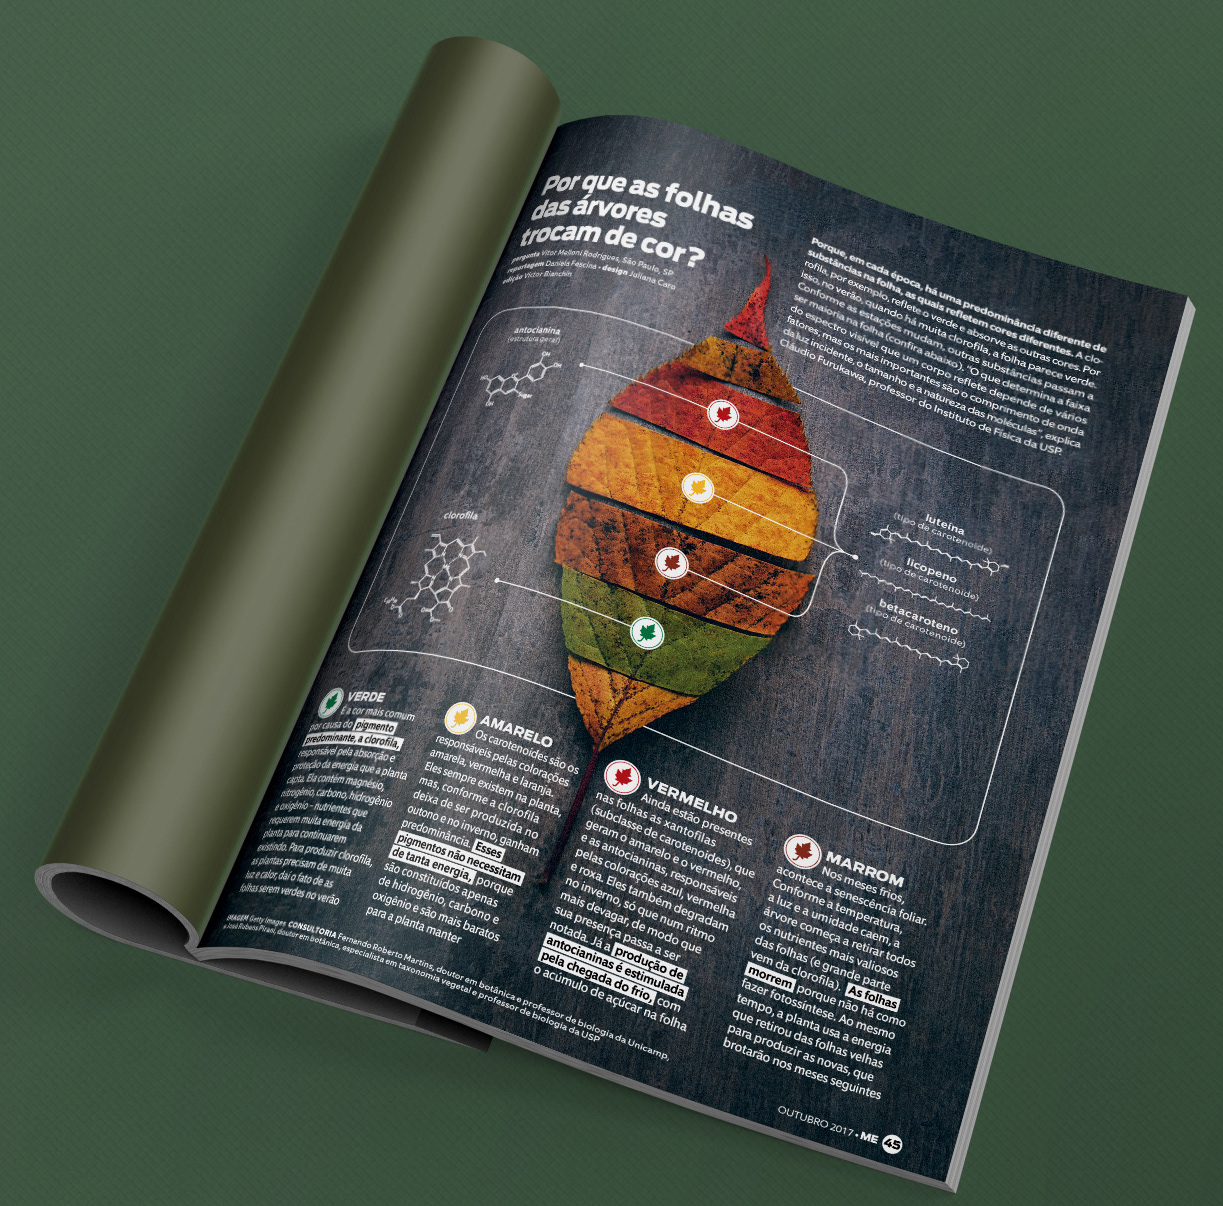 Por que as folhas
das árvores
trocam de cor?
pergunta Vitor Melloni Rodrigues, São Paulo, SP
reportagem Daniela Fescina • design Juliana Caro
edição Victor Bianchin
Porque, em cada época, há uma predominância diferente de
substâncias na folha, as quais refletem cores diferentes. A clo-
rofila, por exemplo, reflete o verde e absorve as outras cores. Por
isso, no verão, quando há muita clorofila, a folha parece verde.
Conforme as estações mudam, outras substâncias passam a
ser maioria na folha (confira abaixo). "O que determina a faixa
do espectro visível que um corpo reflete depende de vários
fatores, mas os mais importantes são o comprimento de onda
da luz incidente, o tamanho e a natureza das moléculas", explica
Cláudio Furukawa, professor do Instituto de Física da USP.
antocianina
(estrutura geral)
clorofila
luteína
(tipo de carotenoide)
licopeno
(tipo de carotenoide)
betacaroteno
(tipo de carotenoide)
VERDE
É a cor mais comum
por causa do pigmento
predominante, a clorofila,
responsável pela absorção e
proteção da energia que a planta
capta. Ela contém magnésio,
nitrogênio, carbono, hidrogênio
e oxigênio – nutrientes que
requerem muita energia da
planta para continuarem
existindo. Para produzir clorofila,
as plantas precisam de muita
luz e calor, daí o fato de as
folhas serem verdes no verão
AMARELO
Os carotenoides são os
responsáveis pelas colorações
amarela, vermelha e laranja.
Eles sempre existem na planta,
mas, conforme a clorofila
deixa de ser produzida no
outono e no inverno, ganham
predominância. Esses
pigmentos não necessitam
de tanta energia, porque
são constituídos apenas
de hidrogênio, carbono e
oxigênio e são mais baratos
para a planta manter
VERMELHO
Ainda estão presentes
nas folhas as xantofilas
(subclasse de carotenoides), que
geram o amarelo e o vermelho,
e as antocianinas, responsáveis
pelas colorações azul, vermelha
e roxa. Eles também degradam
no inverno, só que num ritmo
mais devagar, de modo que
sua presença passa a ser
notada. Já a produção de
antocianinas é estimulada
pela chegada do frio, com
o acúmulo de açúcar na folha
MARROM
Nos meses frios,
acontece a senescência foliar.
Conforme a temperatura,
a luz e a umidade caem, a
árvore começa a retirar todos
os nutrientes mais valiosos
das folhas (e grande parte
vem da clorofila). As folhas
morrem porque não há como
fazer fotossíntese. Ao mesmo
tempo, a planta usa a energia
que retirou das folhas velhas
para produzir as novas, que
brotarão nos meses seguintes
IMAGEM Getty Images CONSULTORIA Fernando Roberto Martins, doutor em botânica e professor de biologia da Unicamp,
e José Rubens Pirani, doutor em botânica, especialista em taxonomia vegetal e professor de biologia da USP
OUTUBRO 2017 • ME 45